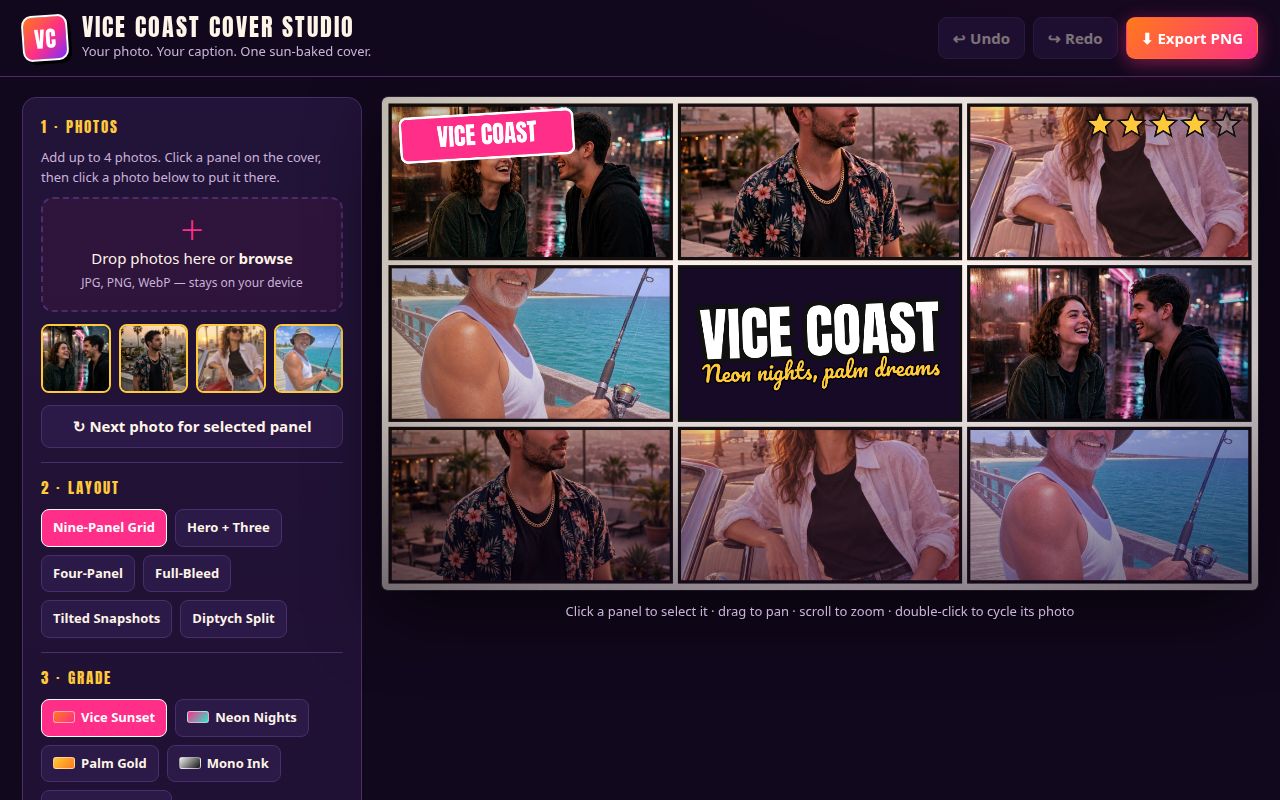 VC
VICE COAST COVER STUDIO
Your photo. Your caption. One sun-baked cover.
↩ Undo
↪ Redo
⬇ Export PNG
1 · PHOTOS
Add up to 4 photos. Click a panel on the cover,
then click a photo below to put it there.
+
Drop photos here or browse
JPG, PNG, WebP — stays on your device
↻ Next photo for selected panel
2 · LAYOUT
Nine-Panel Grid
Hero + Three
Four-Panel
Full-Bleed
Tilted Snapshots
Diptych Split
3 · GRADE
Vice Sunset
Neon Nights
Palm Gold
Mono Ink
VICE COAST
VICE COAST
Neon nights, palm dreams
Click a panel to select it · drag to pan · scroll to zoom · double-click to cycle its photo